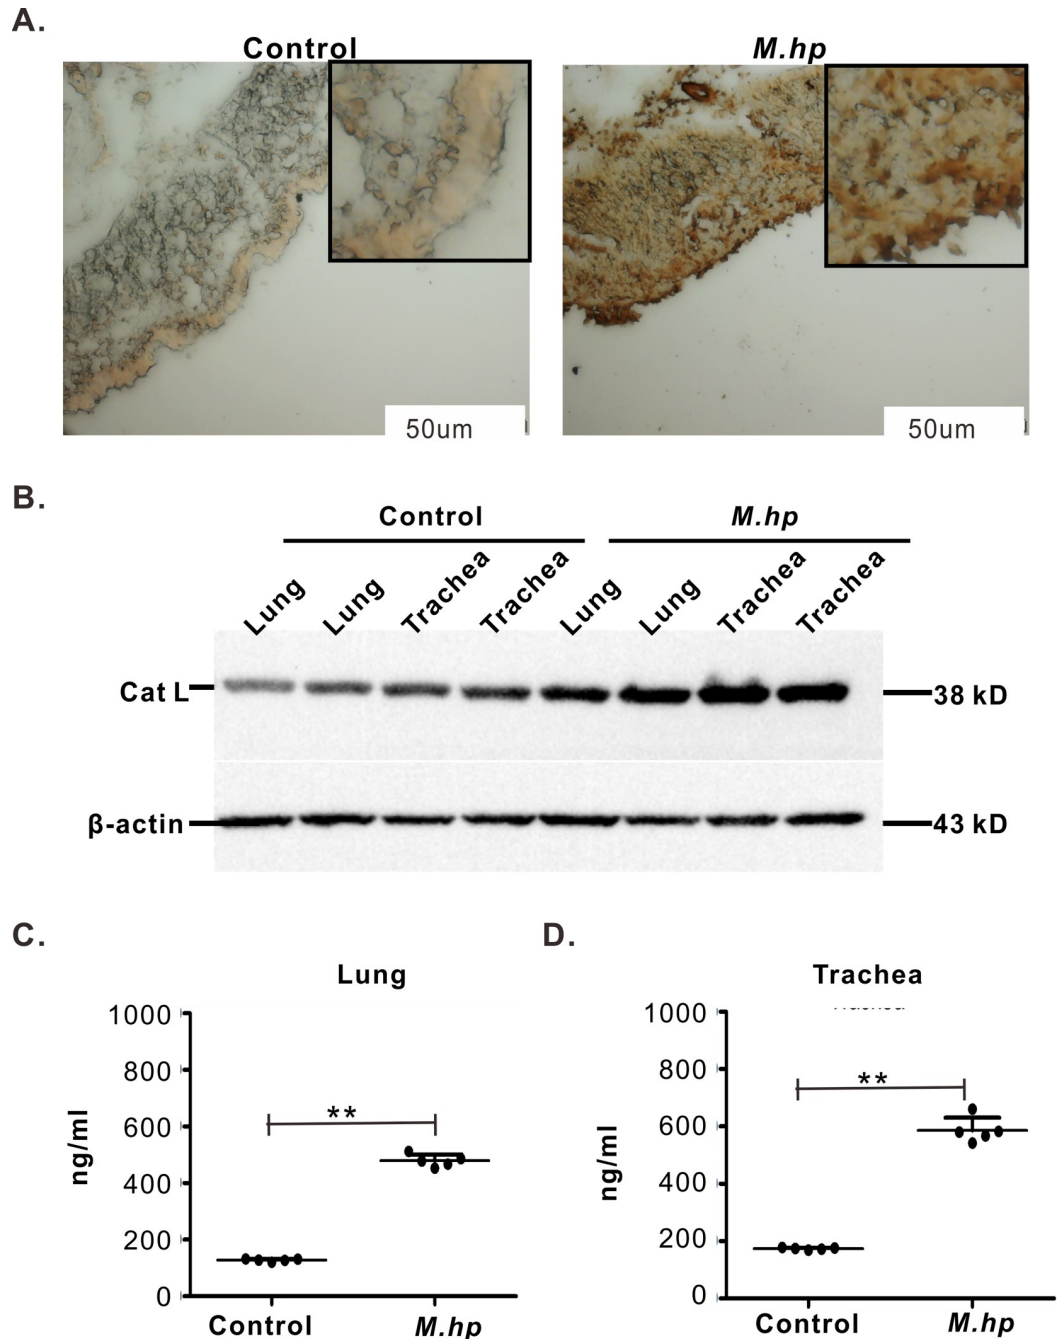 A.
Control
M.hp
50um
50um
B.
Control
M.hp
Lung
Lung
Trachea
Trachea
Lung
Lung
Trachea
Trachea
Cat L
38 kD
β-actin
43 kD
C.
Lung
1000
800
600
400
200
0
ng/ml
**
Control
M.hp
D.
Trachea
1000
800
600
400
200
0
ng/ml
**
Control
M.hp